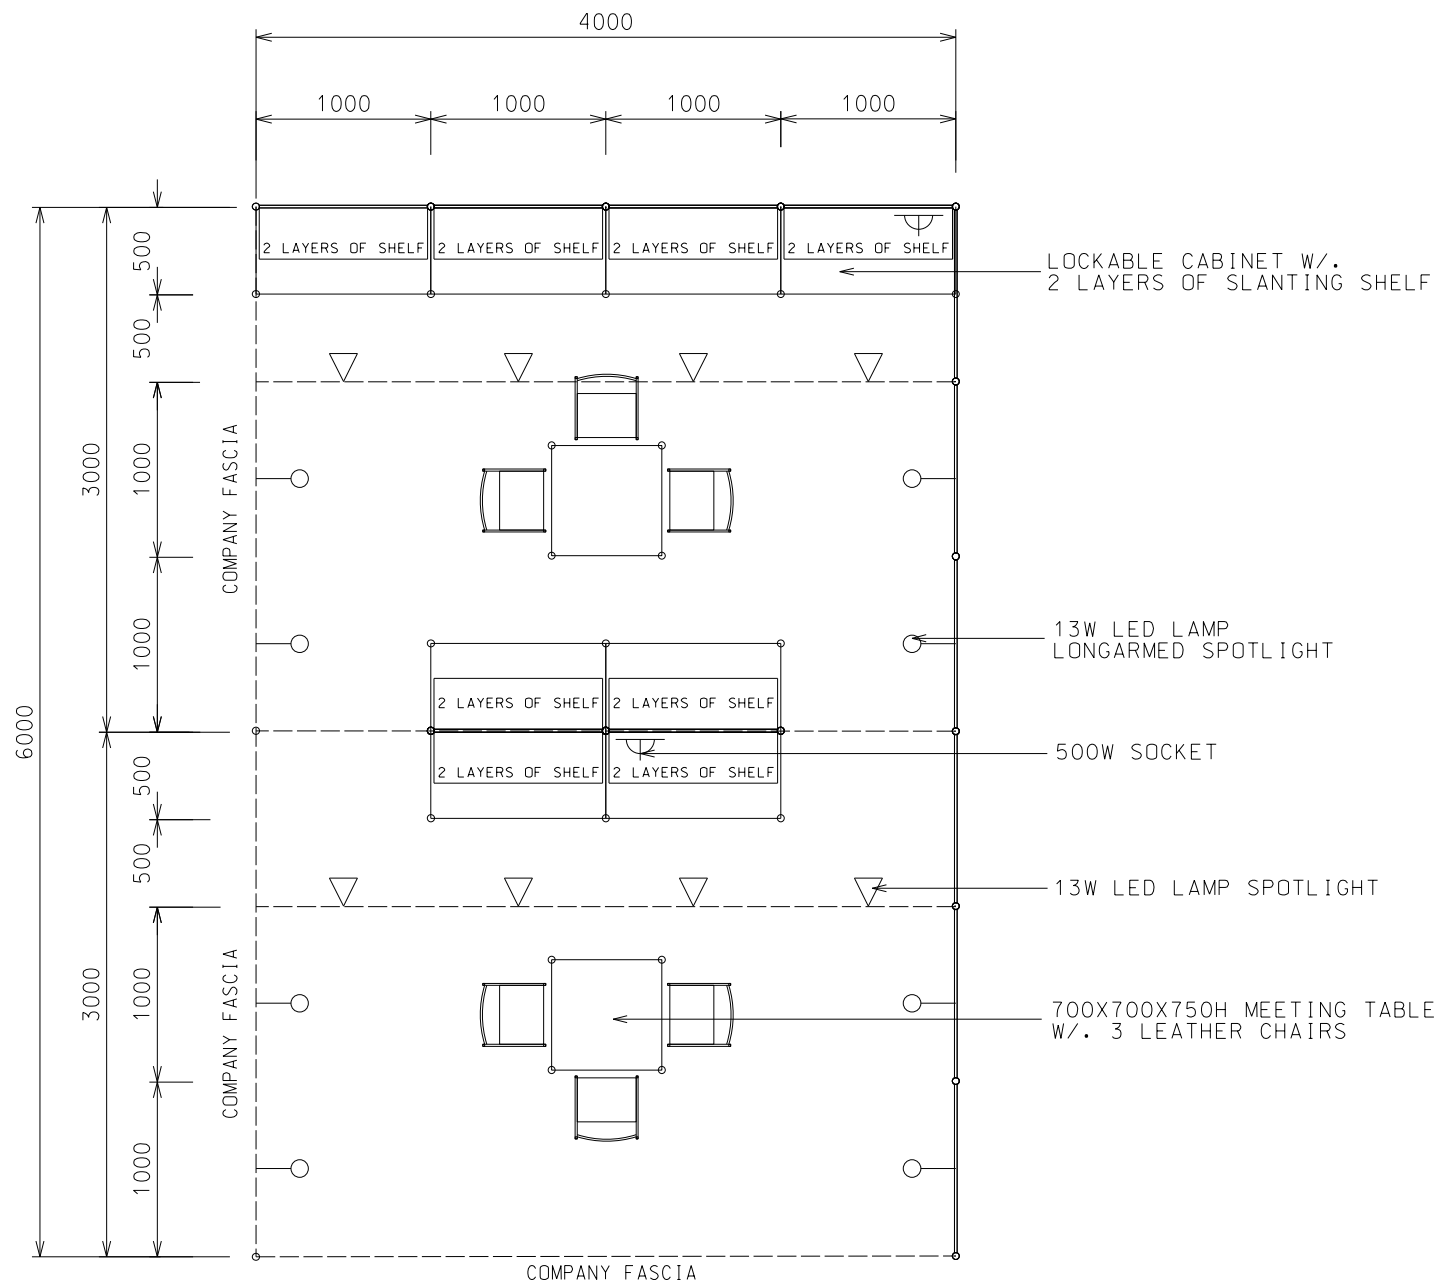 4000
1000 1000 1000 1000
2 LAYERS OF SHELF 2 LAYERS OF SHELF 2 LAYERS OF SHELF 2 LAYERS OF SHELF
500
LOCKABLE CABINET W/.
2 LAYERS OF SLANTING SHELF
500
COMPANY FASCIA
3000
1000
13W LED LAMP
LONGARMED SPOTLIGHT
1000
6000
2 LAYERS OF SHELF 2 LAYERS OF SHELF
500W SOCKET
2 LAYERS OF SHELF 2 LAYERS OF SHELF
500
500
13W LED LAMP SPOTLIGHT
COMPANY FASCIA
3000
1000
700X700X750H MEETING TABLE
W/. 3 LEATHER CHAIRS
1000
COMPANY FASCIA